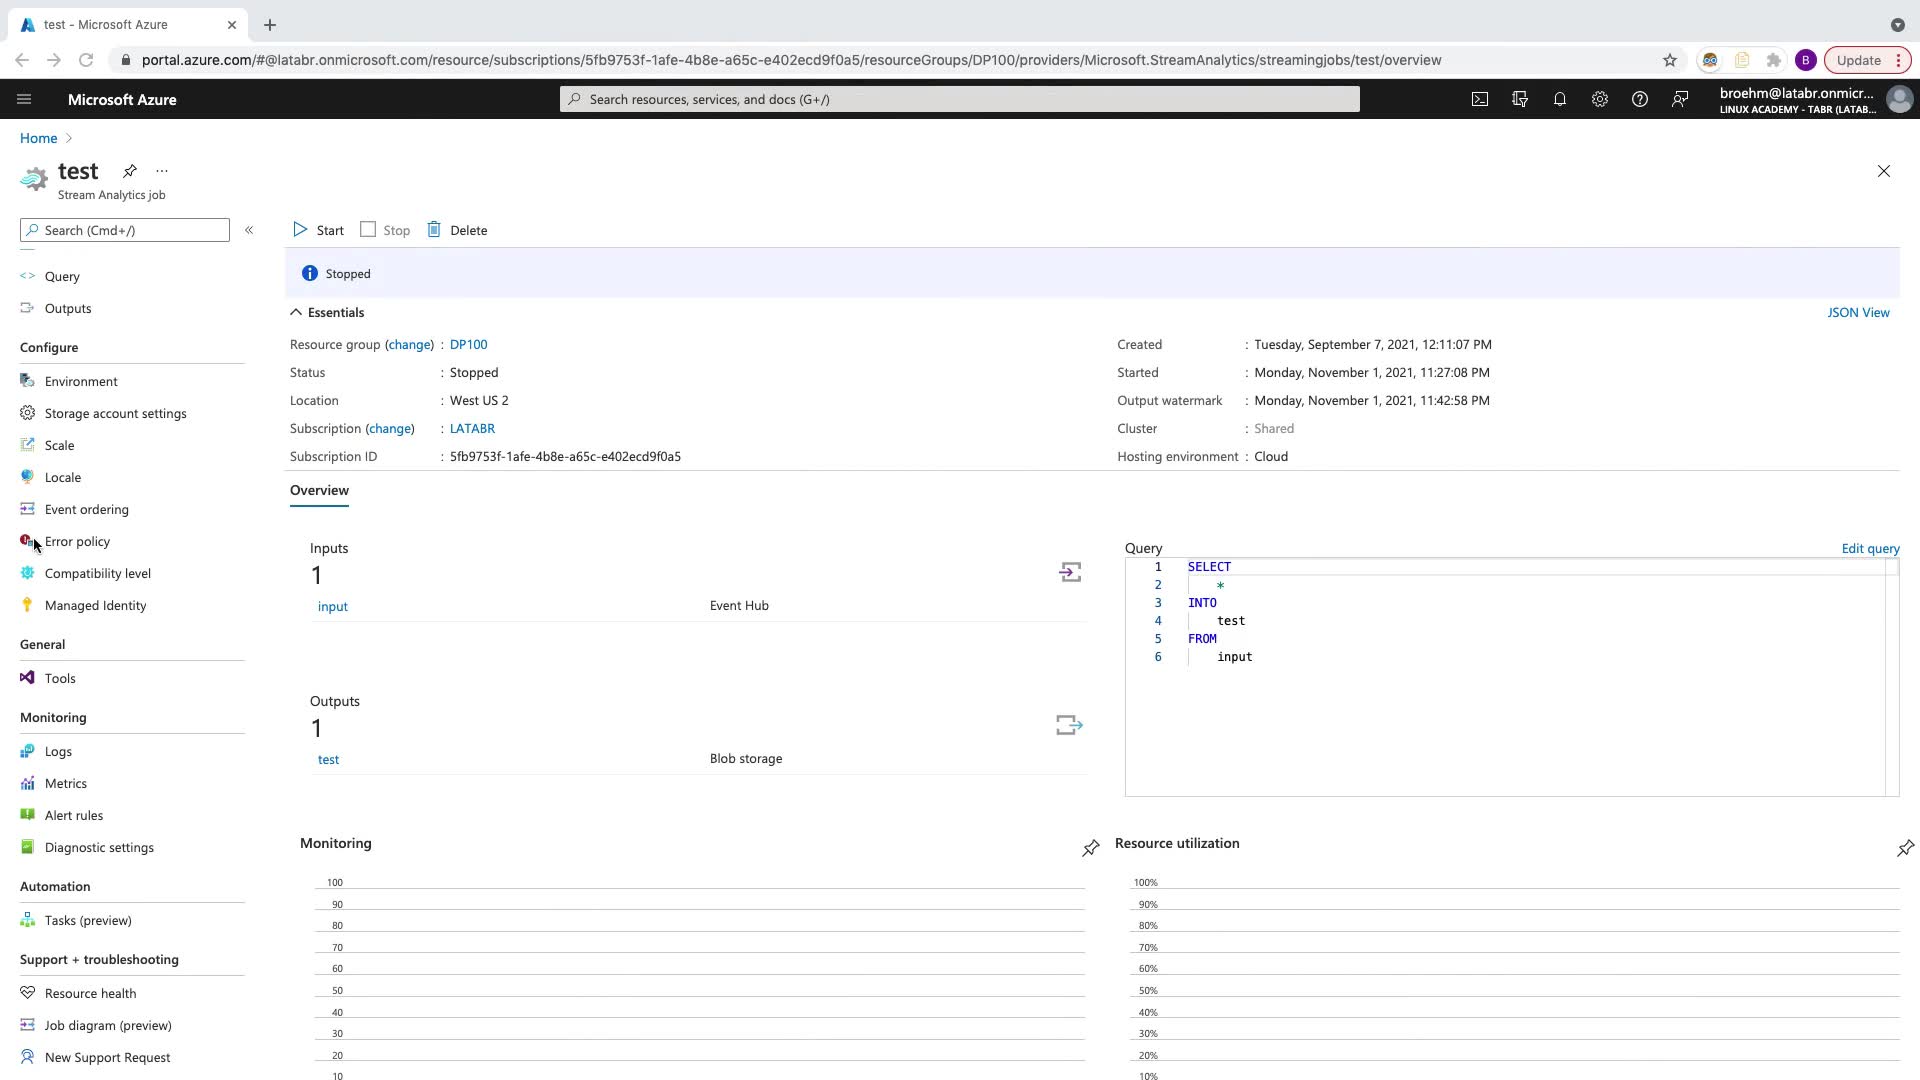 test - Microsoft Azure
portal.azure.com/#@latabr.onmicrosoft.com/resource/subscriptions/5fb9753f-1afe-4b8e-a65c-e402ecd9f0a5/resourceGroups/DP100/providers/Microsoft.StreamAnalytics/streamingjobs/test/overview
B
Update
Microsoft Azure
Search resources, services, and docs (G+/)
broehm@latabr.onmicr...
LINUX ACADEMY - TABR (LATAB...
Home
test
Stream Analytics job
Search (Cmd+/)
Query
Outputs
Configure
Environment
Storage account settings
Scale
Locale
Event ordering
Error policy
Compatibility level
Managed Identity
General
Tools
Monitoring
Logs
Metrics
Alert rules
Diagnostic settings
Automation
Tasks (preview)
Support + troubleshooting
Resource health
Job diagram (preview)
New Support Request
Start
Stop
Delete
Stopped
Essentials
JSON View
Resource group (change) : DP100
Status : Stopped
Location : West US 2
Subscription (change) : LATABR
Subscription ID : 5fb9753f-1afe-4b8e-a65c-e402ecd9f0a5
Created : Tuesday, September 7, 2021, 12:11:07 PM
Started : Monday, November 1, 2021, 11:27:08 PM
Output watermark : Monday, November 1, 2021, 11:42:58 PM
Cluster : Shared
Hosting environment : Cloud
Overview
Inputs
1
input Event Hub
Outputs
1
test Blob storage
Query Edit query
1 SELECT
2 *
3 INTO
4 test
5 FROM
6 input
Monitoring
100
90
80
70
60
50
40
30
20
10
Resource utilization
100%
90%
80%
70%
60%
50%
40%
30%
20%
10%